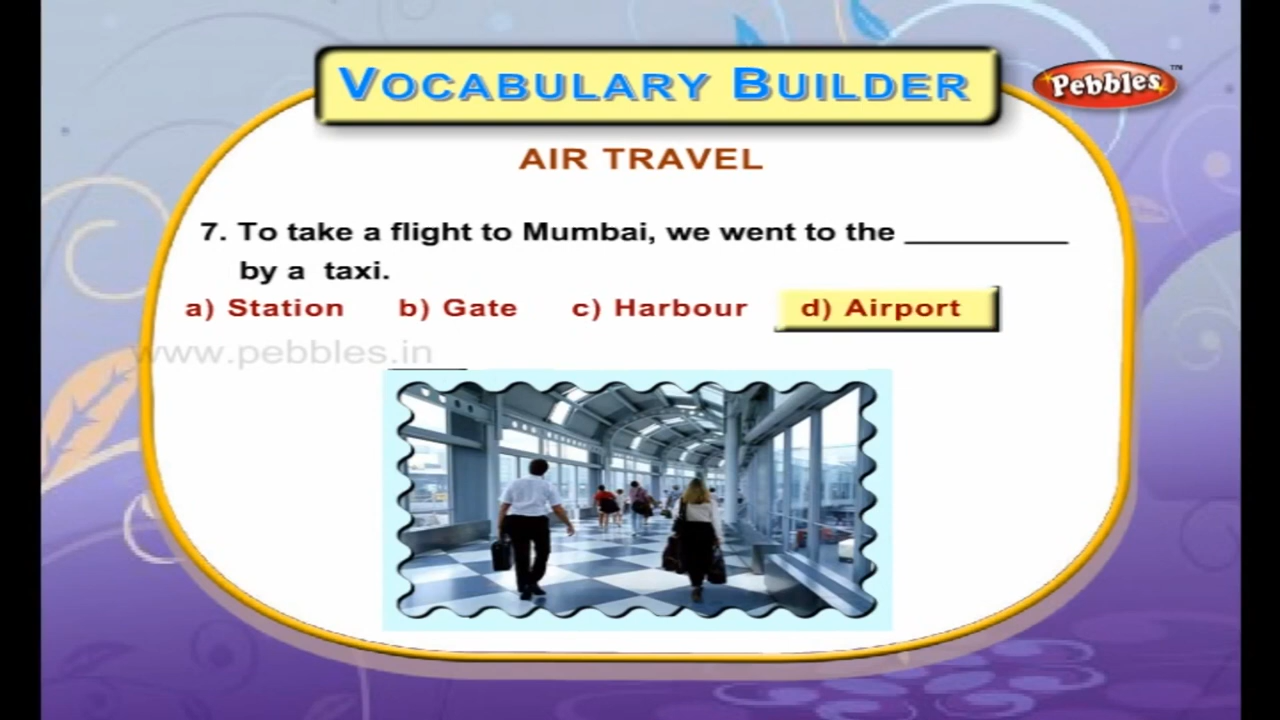 VOCABULARY BUILDER
Pebbles™
AIR TRAVEL
7. To take a flight to Mumbai, we went to the __________
by a taxi.
a) Station b) Gate c) Harbour d) Airport
www.pebbles.in